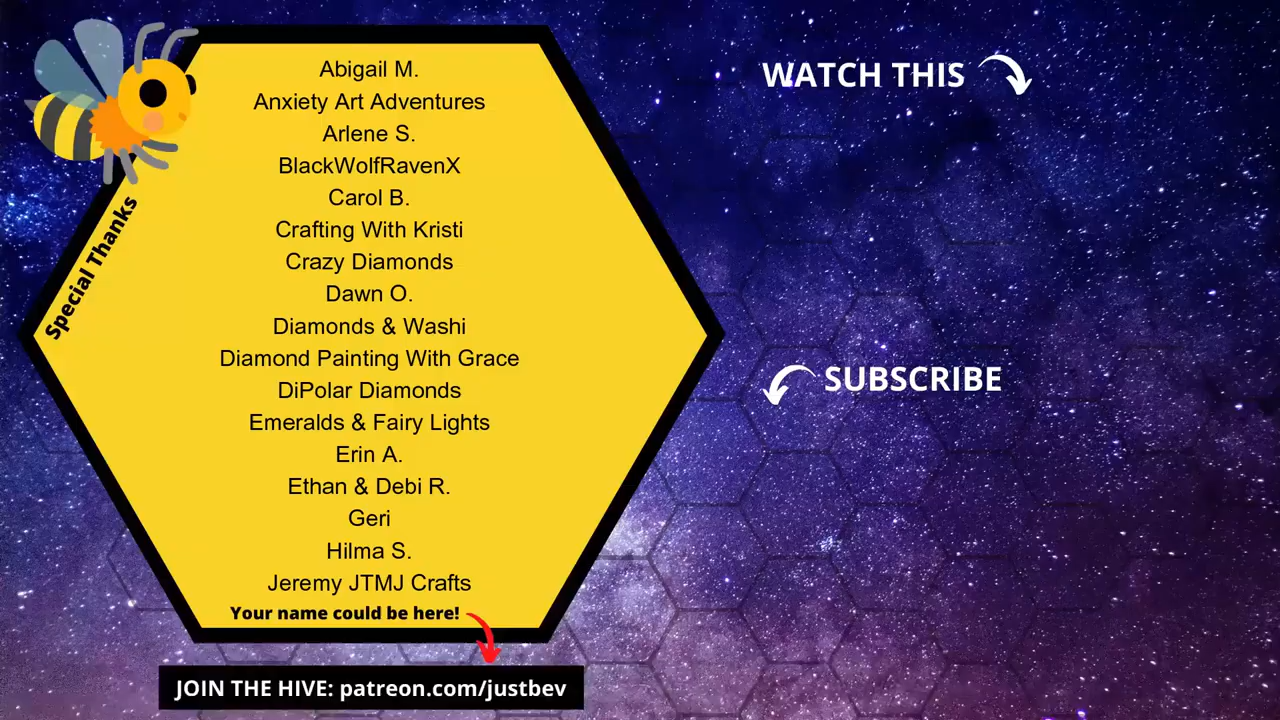 Special Thanks
Abigail M.
Anxiety Art Adventures
Arlene S.
BlackWolfRavenX
Carol B.
Crafting With Kristi
Crazy Diamonds
Dawn O.
Diamonds & Washi
Diamond Painting With Grace
DiPolar Diamonds
Emeralds & Fairy Lights
Erin A.
Ethan & Debi R.
Geri
Hilma S.
Jeremy JTMJ Crafts
Your name could be here!
JOIN THE HIVE: patreon.com/justbev
WATCH THIS
SUBSCRIBE